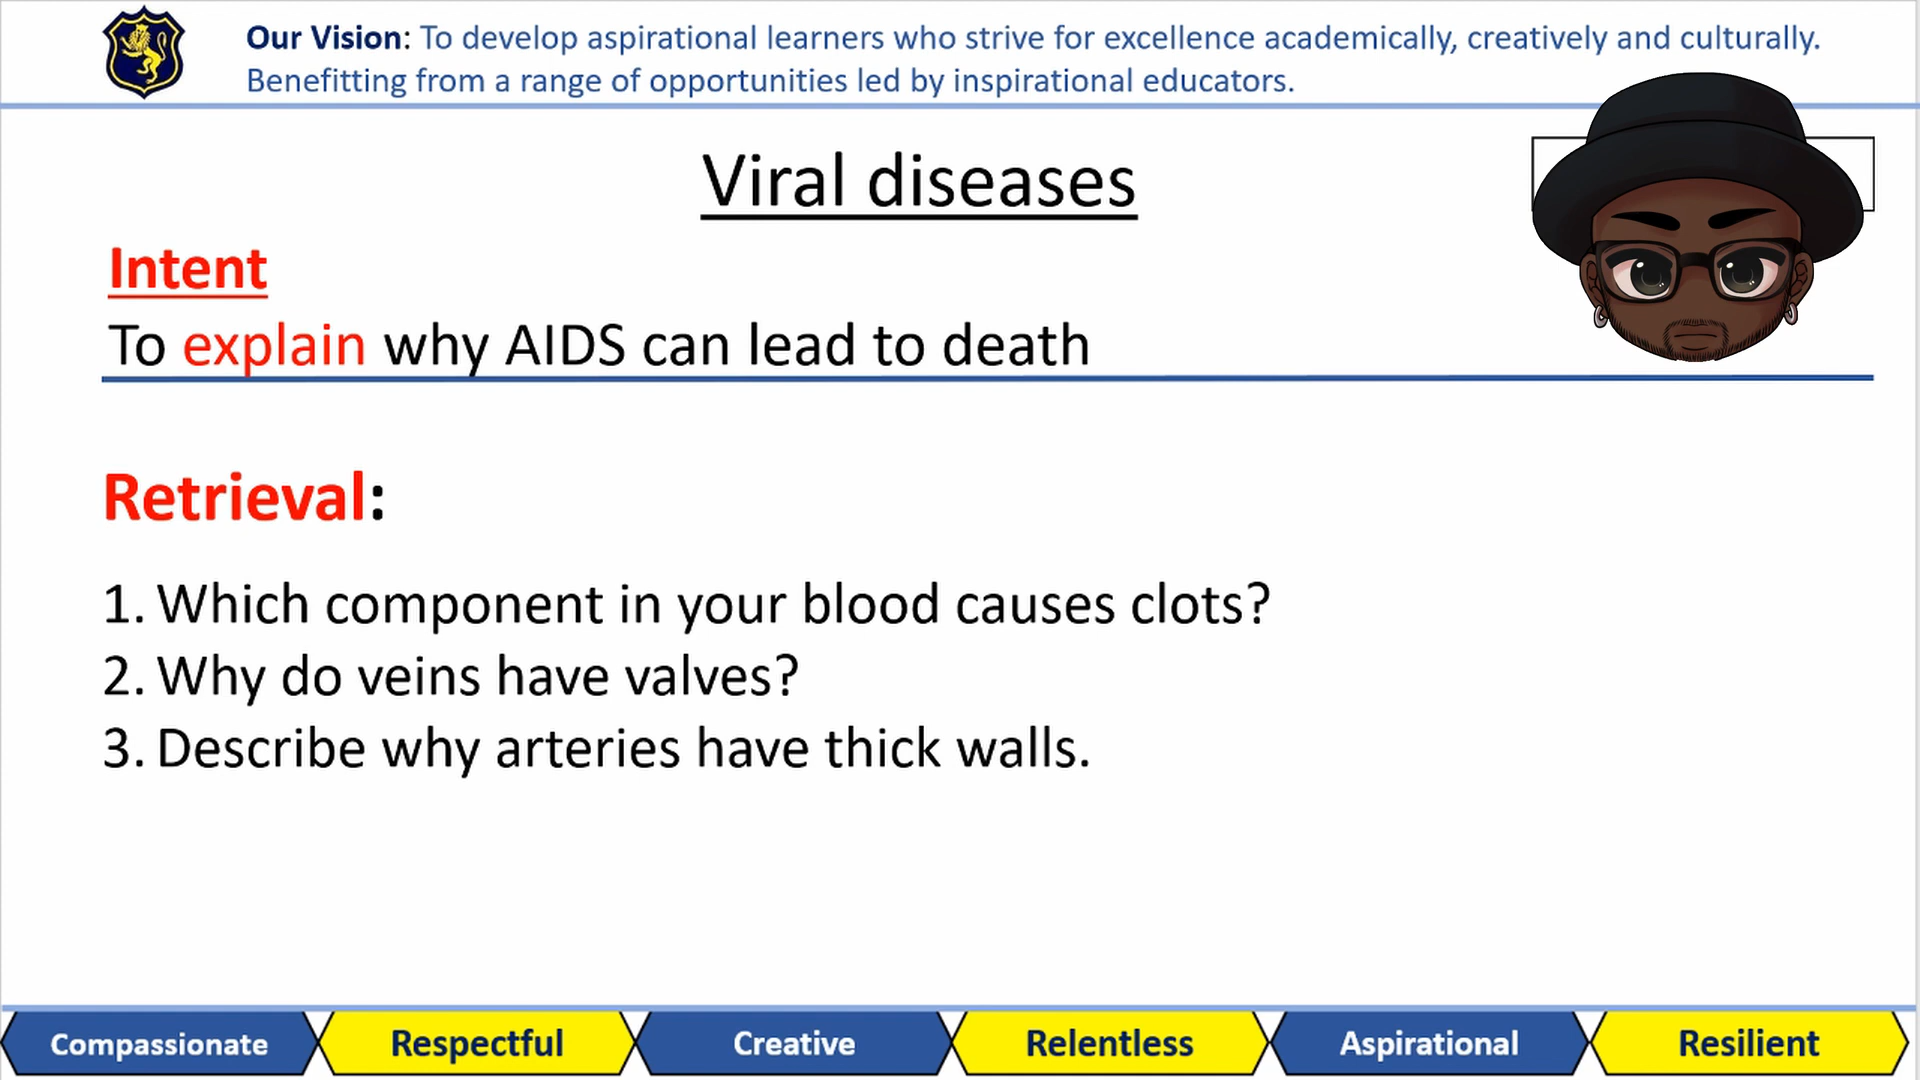 Our Vision: To develop aspirational learners who strive for excellence academically, creatively and culturally.
Benefitting from a range of opportunities led by inspirational educators.
Viral diseases
Intent
To explain why AIDS can lead to death
Retrieval:
1. Which component in your blood causes clots?
2. Why do veins have valves?
3. Describe why arteries have thick walls.
Compassionate
Respectful
Creative
Relentless
Aspirational
Resilient